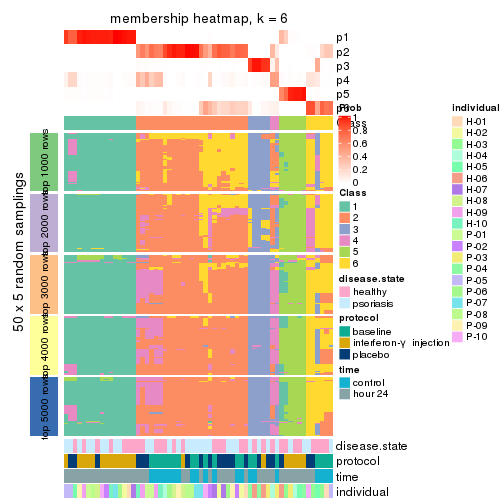 membership heatmap, k = 6
p1
p2
p3
p4
p5
Prob
1
0.8
0.6
0.4
0.2
0
Class
1
2
3
4
5
6
disease.state
healthy
psoriasis
protocol
baseline
interferon-γ injection
placebo
time
control
hour 24
individual
H-01
H-02
H-03
H-04
H-05
H-06
H-07
H-08
H-09
H-10
P-01
P-02
P-03
P-04
P-05
P-06
P-07
P-08
P-09
P-10
50 x 5 random samplings
top 1000 rows
top 2000 rows
top 3000 rows
top 4000 rows
top 5000 rows
disease.state
protocol
time
individual